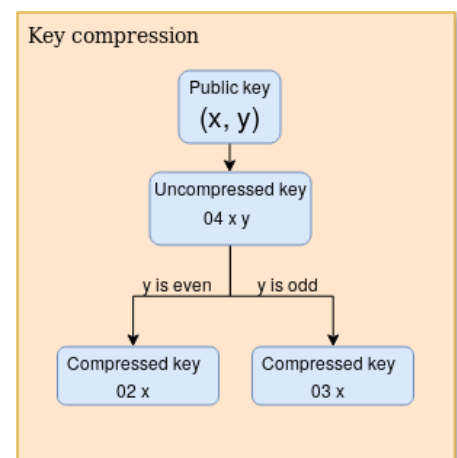 Key compression
Public key
(x, y)
Uncompressed key
04 x y
y is even
y is odd
Compressed key
02 x
Compressed key
03 x